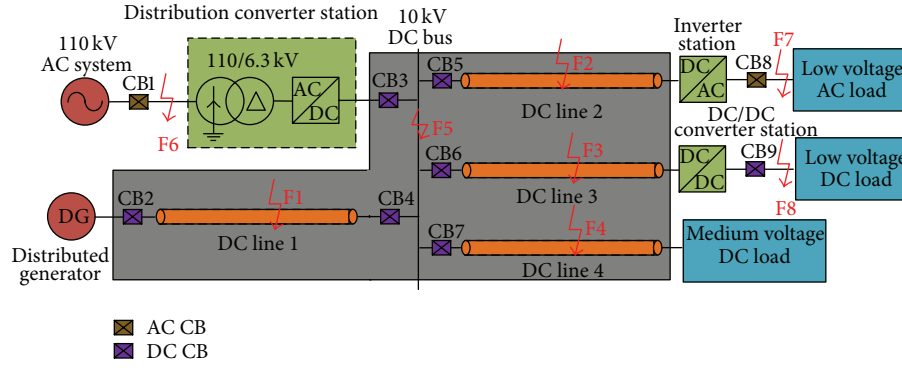 Distribution converter station
110 kV
AC system
CB1
F6
110/6.3 kV
AC
DC
CB3
10 kV
DC bus
CB5
F2
DC line 2
F5
CB6
F3
DC line 3
CB7
F4
DC line 4
Inverter
station
DC
AC
CB8
F7
Low voltage
AC load
DC/DC
converter station
DC
DC
CB9
F8
Low voltage
DC load
Medium voltage
DC load
DG
Distributed
generator
CB2
F1
DC line 1
CB4
AC CB
DC CB